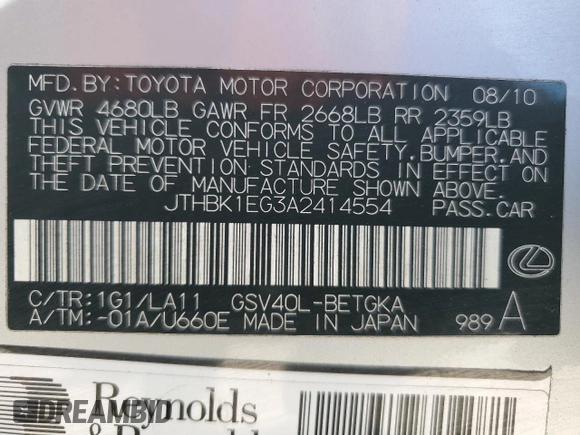 MFD.BY:TOYOTA MOTOR CORPORATION 08/10
GVWR 4680LB GAWR FR 2668LB RR 2359LB
THIS VEHICLE CONFORMS TO ALL APPLICABLE
FEDERAL MOTOR VEHICLE SAFETY,BUMPER,AND
THEFT PREVENTION STANDARDS IN EFFECT
ON THE DATE OF MANUFACTURE SHOWN ABOVE.
JTHBK1EG3A2414554 PASS.CAR
C/TR:1G1/LA11 GSV40L-BETGKA
A/TM:-01A/U660E MADE IN JAPAN 989 A
Reynolds
DREAMBYD